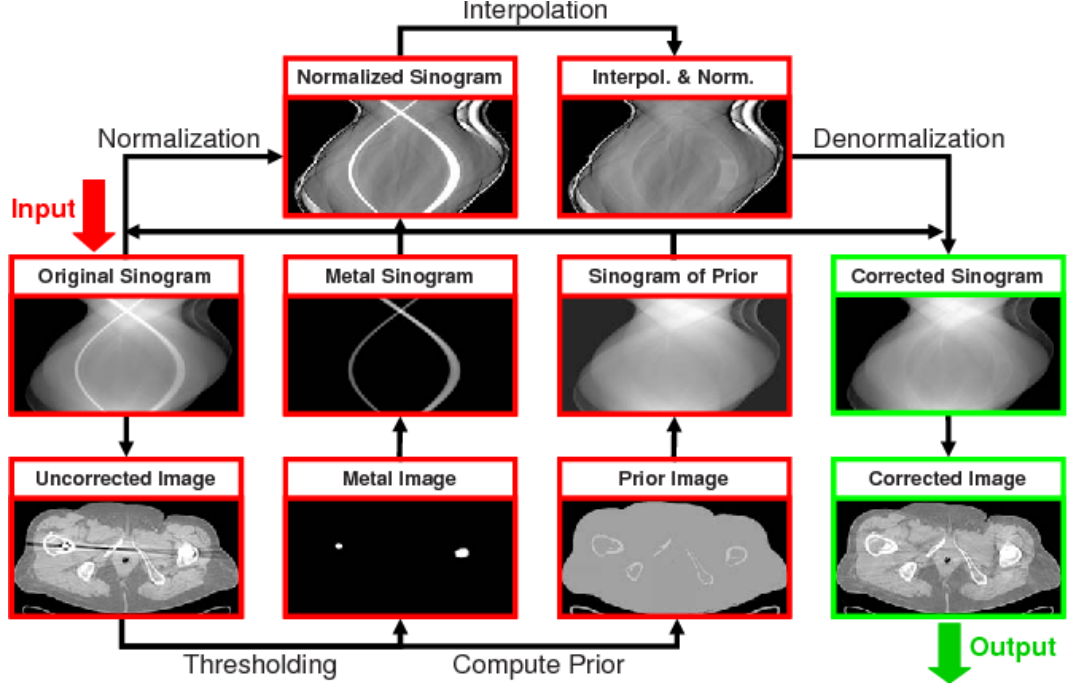 Interpolation
Normalized Sinogram
Interpol. & Norm.
Normalization
Denormalization
Input
Original Sinogram
Metal Sinogram
Sinogram of Prior
Corrected Sinogram
Uncorrected Image
Metal Image
Prior Image
Corrected Image
Thresholding
Compute Prior
Output